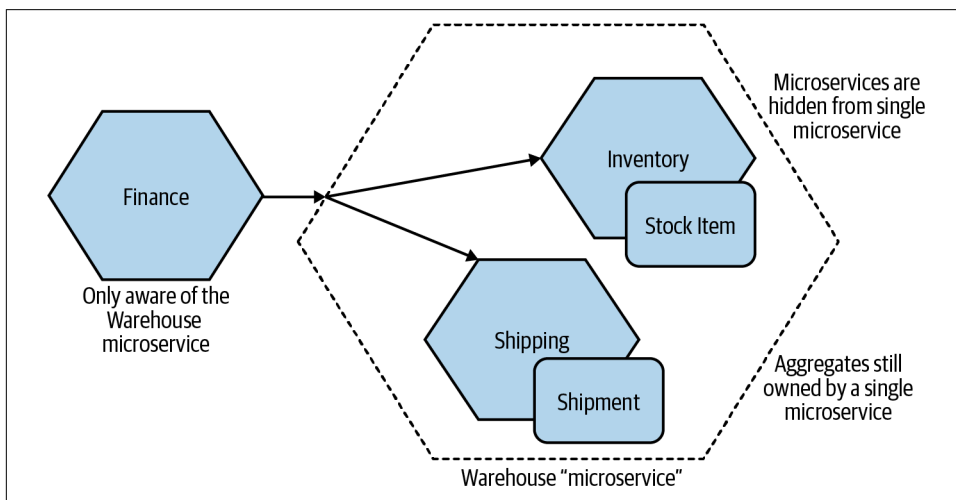 Finance
Only aware of the
Warehouse
microservice
Inventory
Stock Item
Shipping
Shipment
Microservices are
hidden from single
microservice
Aggregates still
owned by a single
microservice
Warehouse “microservice”